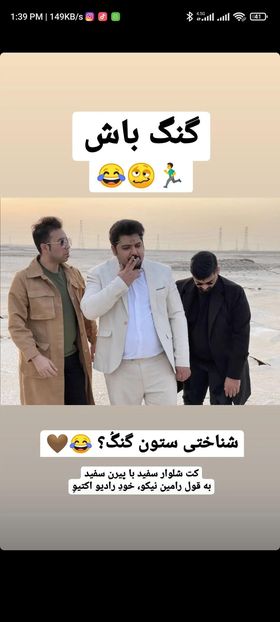 1:39 PM | 149KB/s
41
گنگ باش
😂🥴🏃‍♂️
شناختی ستون گنگُ؟ 😂🤎
کت شلوار سفید با پیرن سفید
به قول رامین نیکو، خودِ رادیو اکتیوِ